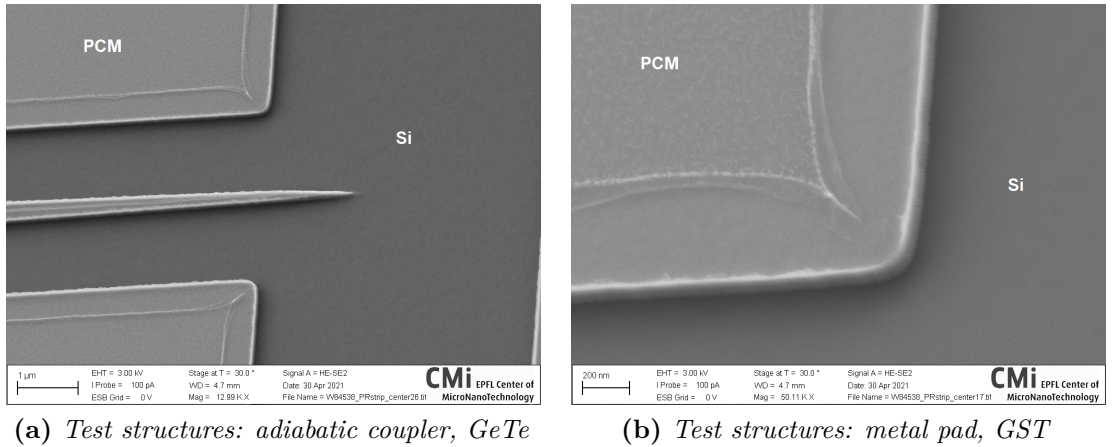 PCM
Si
1 µm
EHT = 3.00 kV
I Probe = 100 pA
ESB Grid = 0 V
Stage at T = 30.0 °
WD = 4.7 mm
Mag = 12.89 K X
Signal A = HE-SE2
Date: 30 Apr 2021
File Name = W84538_PRstrip_center26.tif
CMi EPFL Center of
MicroNanoTechnology
(a) Test structures: adiabatic coupler, GeTe
PCM
Si
200 nm
EHT = 3.00 kV
I Probe = 100 pA
ESB Grid = 0 V
Stage at T = 30.0 °
WD = 4.7 mm
Mag = 50.11 K X
Signal A = HE-SE2
Date: 30 Apr 2021
File Name = W84538_PRstrip_center17.tif
CMi EPFL Center of
MicroNanoTechnology
(b) Test structures: metal pad, GST